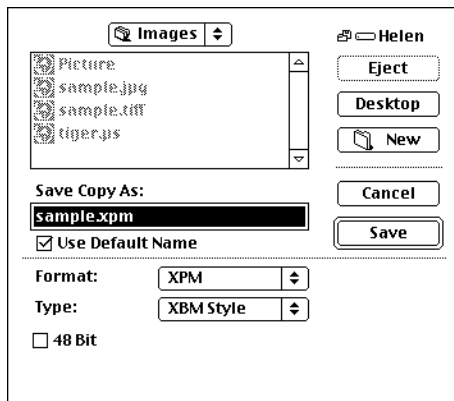 Images
Helen
Picture
sample.jpg
sample.tiff
tiger.ps
Eject
Desktop
New
Save Copy As:
sample.xpm
Use Default Name
Cancel
Save
Format: XPM
Type: XBM Style
48 Bit